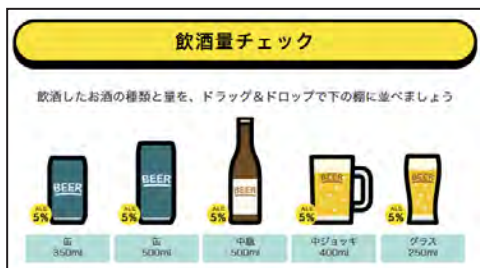 飲酒量チェック
飲酒したお酒の種類と量を、ドラッグ＆ドロップで下の棚に並べましょう
BEER
BEER
BEER
BEER
BEER
ALC 5%
ALC 5%
ALC 5%
ALC 5%
ALC 5%
缶 350ml
缶 500ml
中瓶 500ml
中ジョッキ 400ml
グラス 250ml